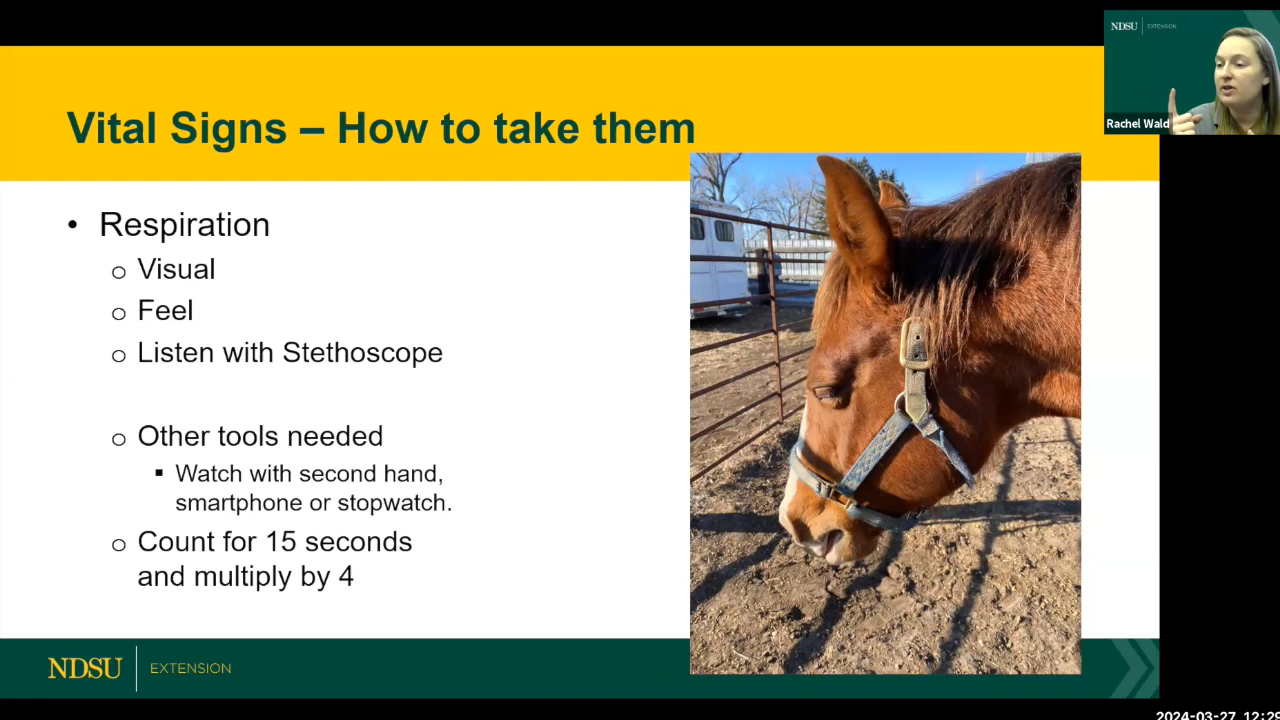 NDSU EXTENSION
Rachel Wald
Vital Signs – How to take them
• Respiration
o Visual
o Feel
o Listen with Stethoscope
o Other tools needed
▪ Watch with second hand,
smartphone or stopwatch.
o Count for 15 seconds
and multiply by 4
NDSU EXTENSION
2024-03-27 12:29